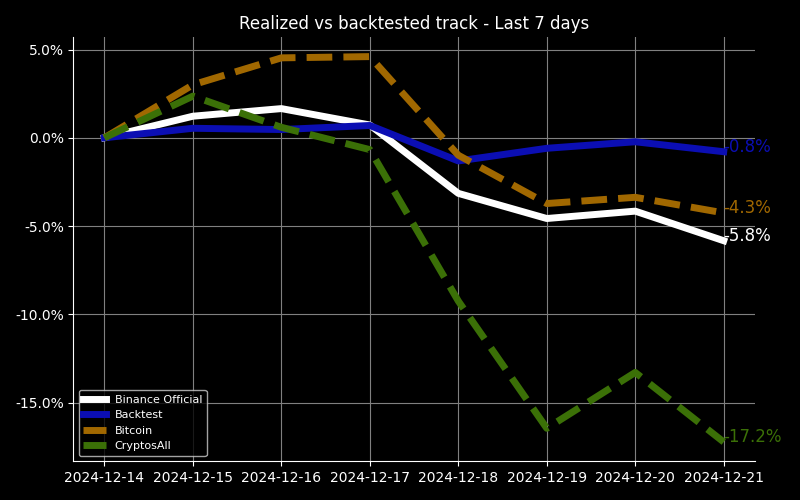 Realized vs backtested track - Last 7 days
5.0%
0.0%
-5.0%
-10.0%
-15.0%
-0.8%
-4.3%
-5.8%
-17.2%
Binance Official
Backtest
Bitcoin
CryptosAll
2024-12-14 2024-12-15 2024-12-16 2024-12-17 2024-12-18 2024-12-19 2024-12-20 2024-12-21